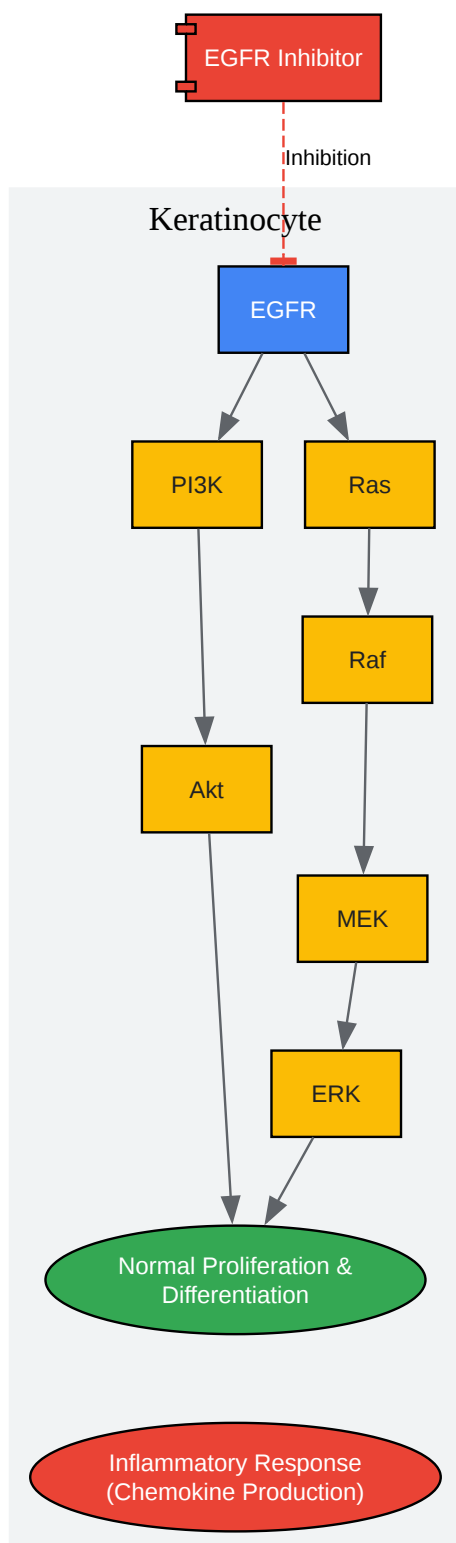 EGFR Inhibitor
Inhibition
Keratinocyte
EGFR
PI3K
Ras
Raf
Akt
MEK
ERK
Normal Proliferation &
Differentiation
Inflammatory Response
(Chemokine Production)